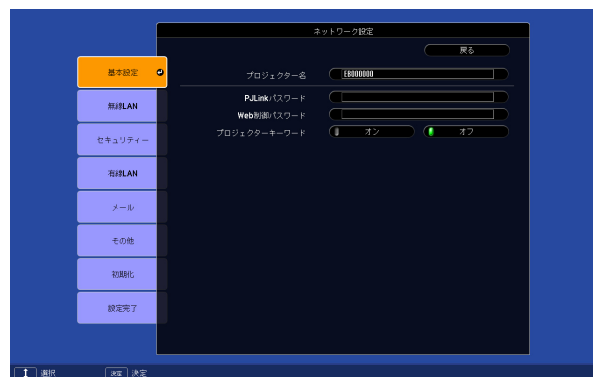 ネットワーク設定
戻る
基本設定
プロジェクター名 EB000000
無線LAN
PJLinkパスワード
Web制御パスワード
セキュリティー
プロジェクターキーワード オン オフ
有線LAN
メール
その他
初期化
設定完了
選択 決定 決定